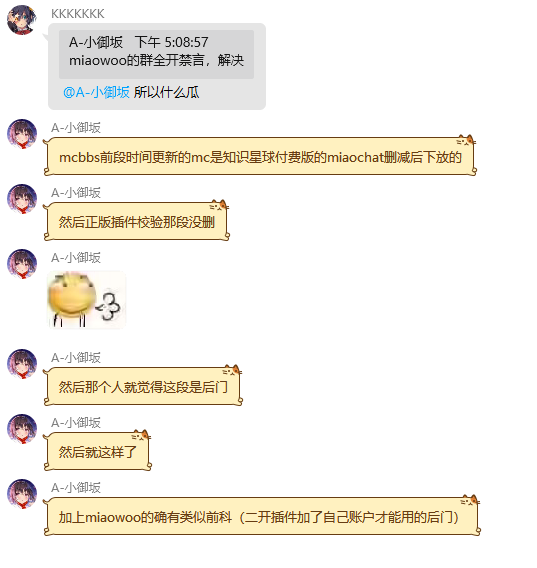 KKKKKKK
A-小御坂 下午 5:08:57
miaowoo的群全开禁言，解决
@A-小御坂 所以什么瓜
A-小御坂
mcbbs前段时间更新的mc是知识星球付费版的miaochat删减后下放的
A-小御坂
然后正版插件校验那段没删
A-小御坂
A-小御坂
然后那个人就觉得这段是后门
A-小御坂
然后就这样了
A-小御坂
加上miaowoo的确有类似前科（二开插件加了自己账户才能用的后门）